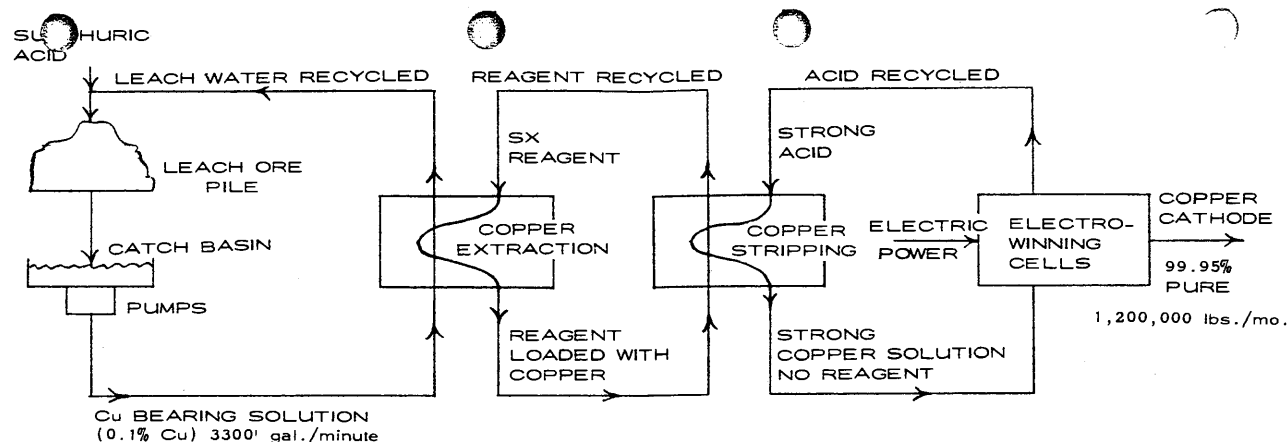 SULPHURIC
ACID
LEACH WATER RECYCLED
REAGENT RECYCLED
ACID RECYCLED
SX
REAGENT
STRONG
ACID
LEACH ORE
PILE
CATCH BASIN
PUMPS
COPPER
EXTRACTION
COPPER
STRIPPING
ELECTRIC
POWER
ELECTRO-
WINNING
CELLS
COPPER
CATHODE
99.95%
PURE
1,200,000 lbs./mo.
REAGENT
LOADED WITH
COPPER
STRONG
COPPER SOLUTION
NO REAGENT
Cu BEARING SOLUTION
(0.1% Cu) 3300' gal./minute